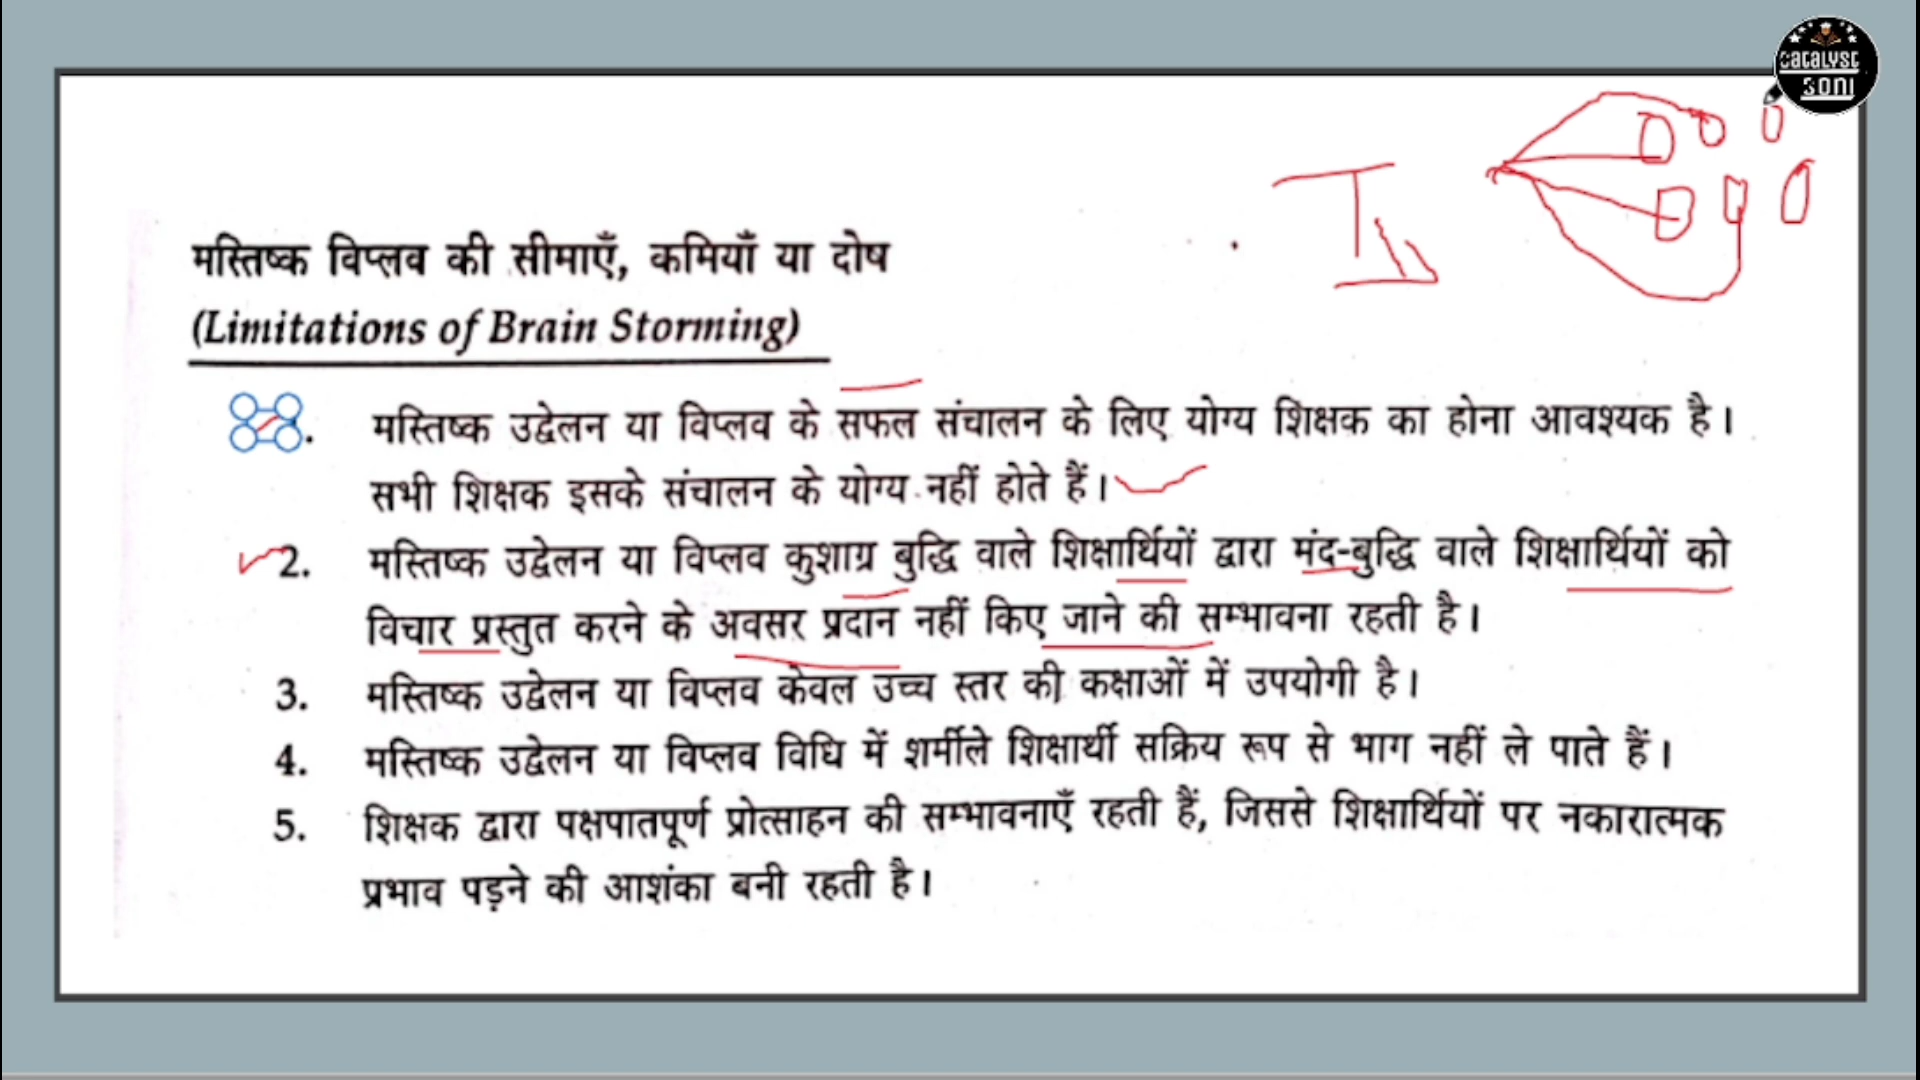 CATALYST
SONI
मस्तिष्क विप्लव की सीमाएँ, कमियाँ या दोष
(Limitations of Brain Storming)
मस्तिष्क उद्वेलन या विप्लव के सफल संचालन के लिए योग्य शिक्षक का होना आवश्यक है।
सभी शिक्षक इसके संचालन के योग्य नहीं होते हैं।
2. मस्तिष्क उद्वेलन या विप्लव कुशाग्र बुद्धि वाले शिक्षार्थियों द्वारा मंद-बुद्धि वाले शिक्षार्थियों को
विचार प्रस्तुत करने के अवसर प्रदान नहीं किए जाने की सम्भावना रहती है।
3. मस्तिष्क उद्वेलन या विप्लव केवल उच्च स्तर की कक्षाओं में उपयोगी है।
4. मस्तिष्क उद्वेलन या विप्लव विधि में शर्मीले शिक्षार्थी सक्रिय रूप से भाग नहीं ले पाते हैं।
5. शिक्षक द्वारा पक्षपातपूर्ण प्रोत्साहन की सम्भावनाएँ रहती हैं, जिससे शिक्षार्थियों पर नकारात्मक
प्रभाव पड़ने की आशंका बनी रहती है।